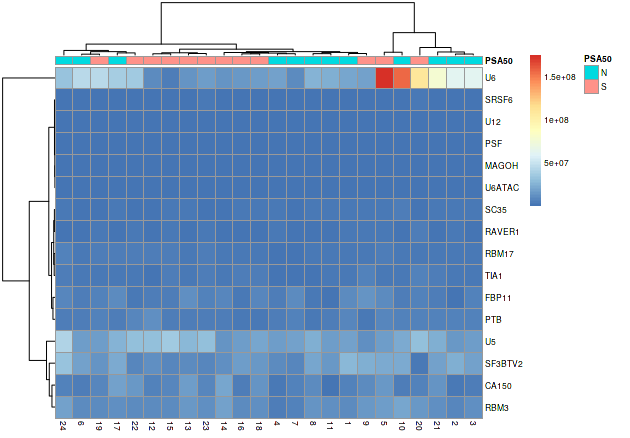 PSA50
PSA50
U6
N
S
1.5e+08
1e+08
5e+07
SRSF6
U12
PSF
MAGOH
U6ATAC
SC35
RAVER1
RBM17
TIA1
FBP11
PTB
U5
SF3BTV2
CA150
RBM3
24 6 19 17 22 12 15 13 23 14 16 18 4 7 8 11 1 9 5 10 20 21 2 3